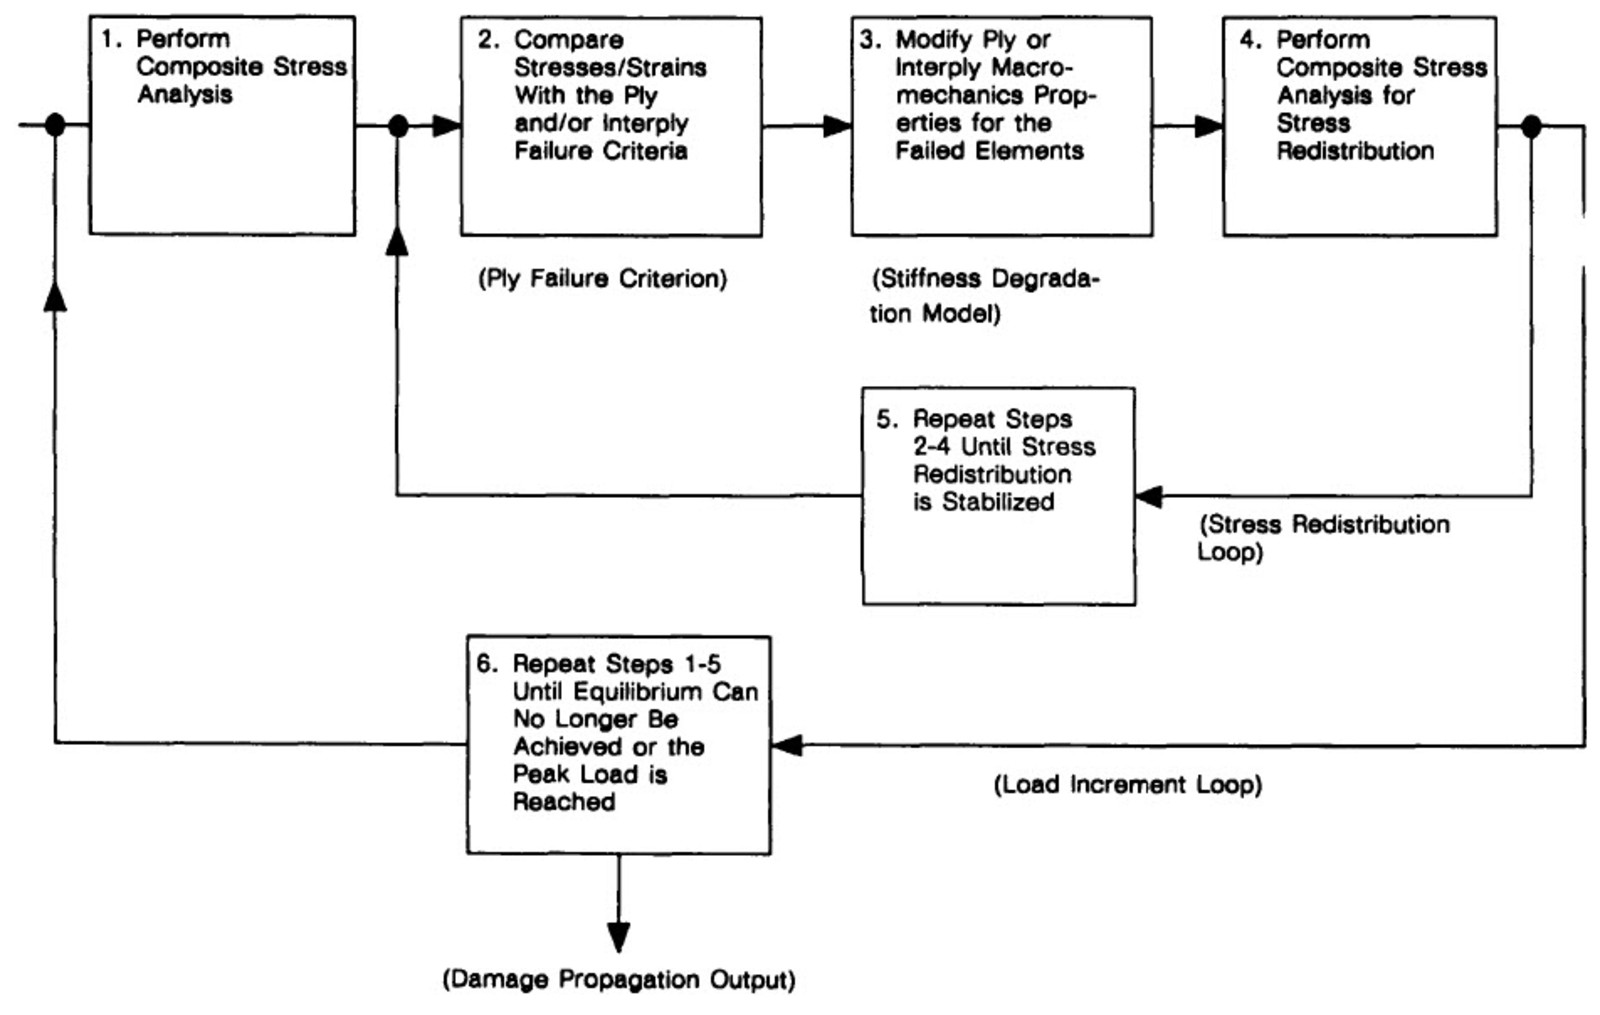 1. Perform
Composite Stress
Analysis
2. Compare
Stresses/Strains
With the Ply
and/or Interply
Failure Criteria
3. Modify Ply or
Interply Macro-
mechanics Prop-
erties for the
Failed Elements
4. Perform
Composite Stress
Analysis for
Stress
Redistribution
(Ply Failure Criterion)
(Stiffness Degrada-
tion Model)
5. Repeat Steps
2-4 Until Stress
Redistribution
is Stabilized
(Stress Redistribution
Loop)
6. Repeat Steps 1-5
Until Equilibrium Can
No Longer Be
Achieved or the
Peak Load is
Reached
(Load Increment Loop)
(Damage Propagation Output)